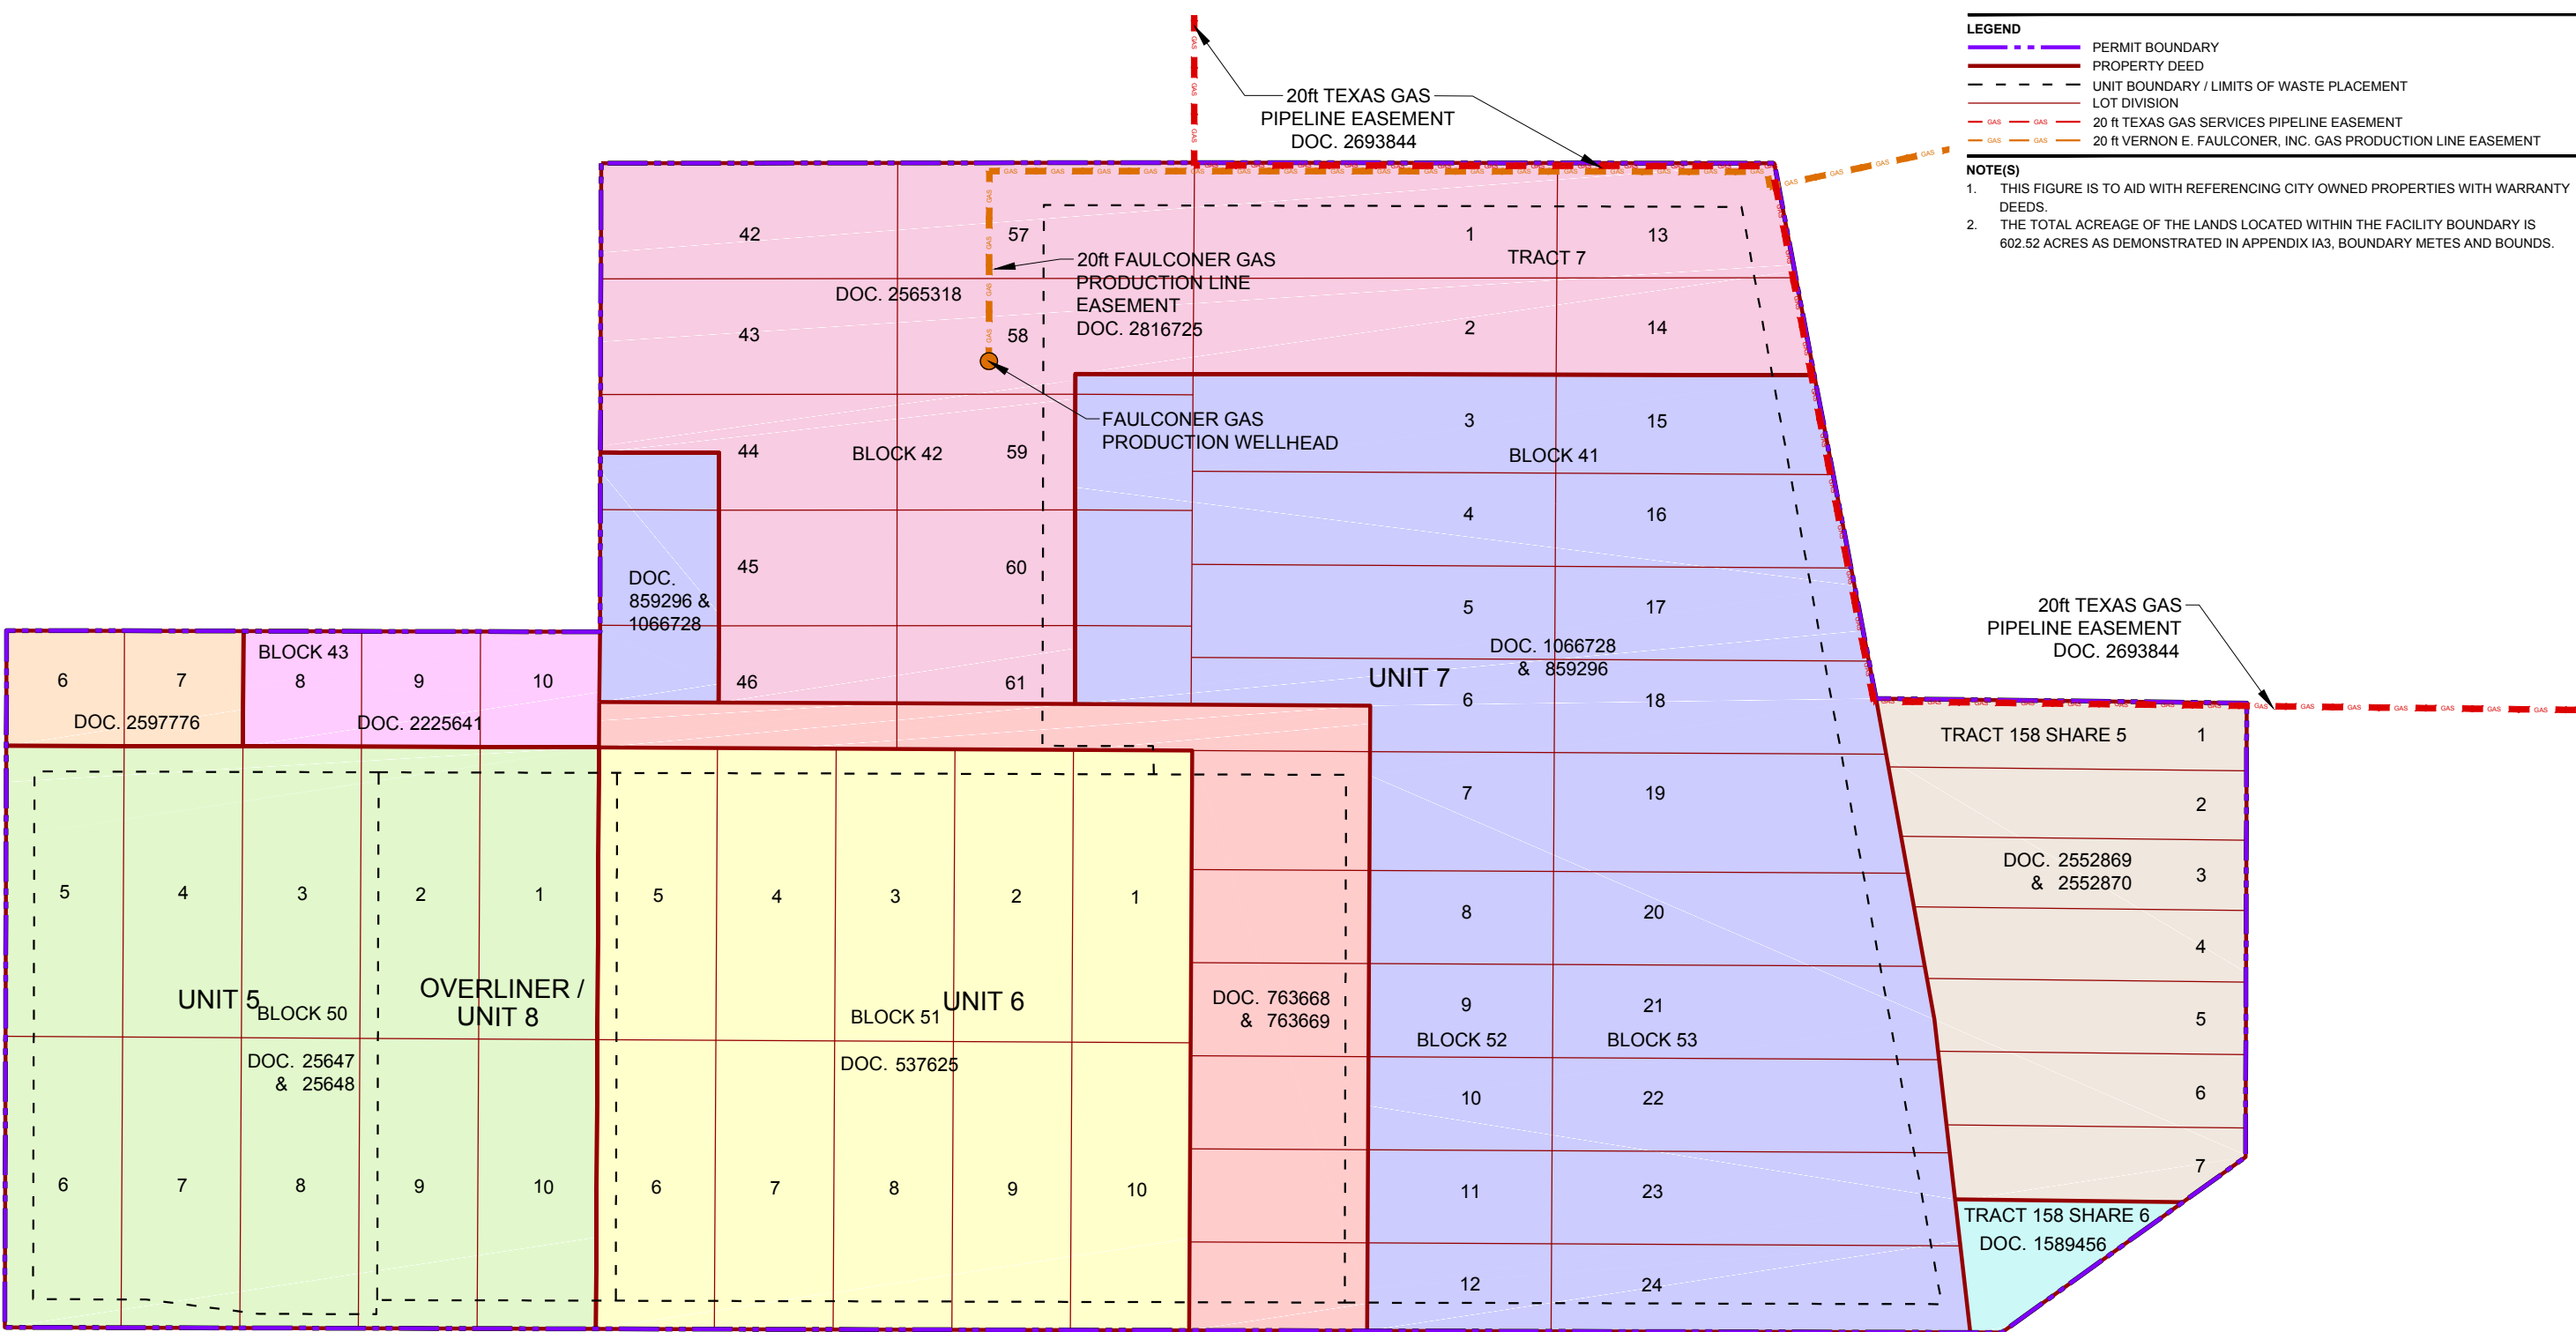 LEGEND
PERMIT BOUNDARY
PROPERTY DEED
UNIT BOUNDARY / LIMITS OF WASTE PLACEMENT
LOT DIVISION
GAS GAS 20 ft TEXAS GAS SERVICES PIPELINE EASEMENT
GAS GAS 20 ft VERNON E. FAULCONER, INC. GAS PRODUCTION LINE EASEMENT
NOTE(S)
1. THIS FIGURE IS TO AID WITH REFERENCING CITY OWNED PROPERTIES WITH WARRANTY
DEEDS.
2. THE TOTAL ACREAGE OF THE LANDS LOCATED WITHIN THE FACILITY BOUNDARY IS
602.52 ACRES AS DEMONSTRATED IN APPENDIX IA3, BOUNDARY METES AND BOUNDS.
20ft TEXAS GAS
PIPELINE EASEMENT
DOC. 2693844
42 57 1 13
TRACT 7
20ft FAULCONER GAS
PRODUCTION LINE
EASEMENT
DOC. 2816725
DOC. 2565318
43 58 2 14
FAULCONER GAS
PRODUCTION WELLHEAD
3 15
44 BLOCK 42 59 BLOCK 41
4 16
45 60
DOC.
859296 &
1066728
5 17
20ft TEXAS GAS
PIPELINE EASEMENT
DOC. 2693844
DOC. 1066728
& 859296
UNIT 7
46 61 6 18
BLOCK 43
6 7 8 9 10
DOC. 2597776 DOC. 2225641
TRACT 158 SHARE 5 1
7 19 2
DOC. 2552869
& 2552870
3
5 4 3 2 1 5 4 3 2 1
8 20
4
UNIT 5
BLOCK 50
OVERLINER /
UNIT 8
BLOCK 51
UNIT 6
DOC. 763668
& 763669
9 21 5
BLOCK 52 BLOCK 53
DOC. 25647
& 25648
DOC. 537625
10 22 6
6 7 8 9 10 6 7 8 9 10
11 23 7
TRACT 158 SHARE 6
DOC. 1589456
12 24